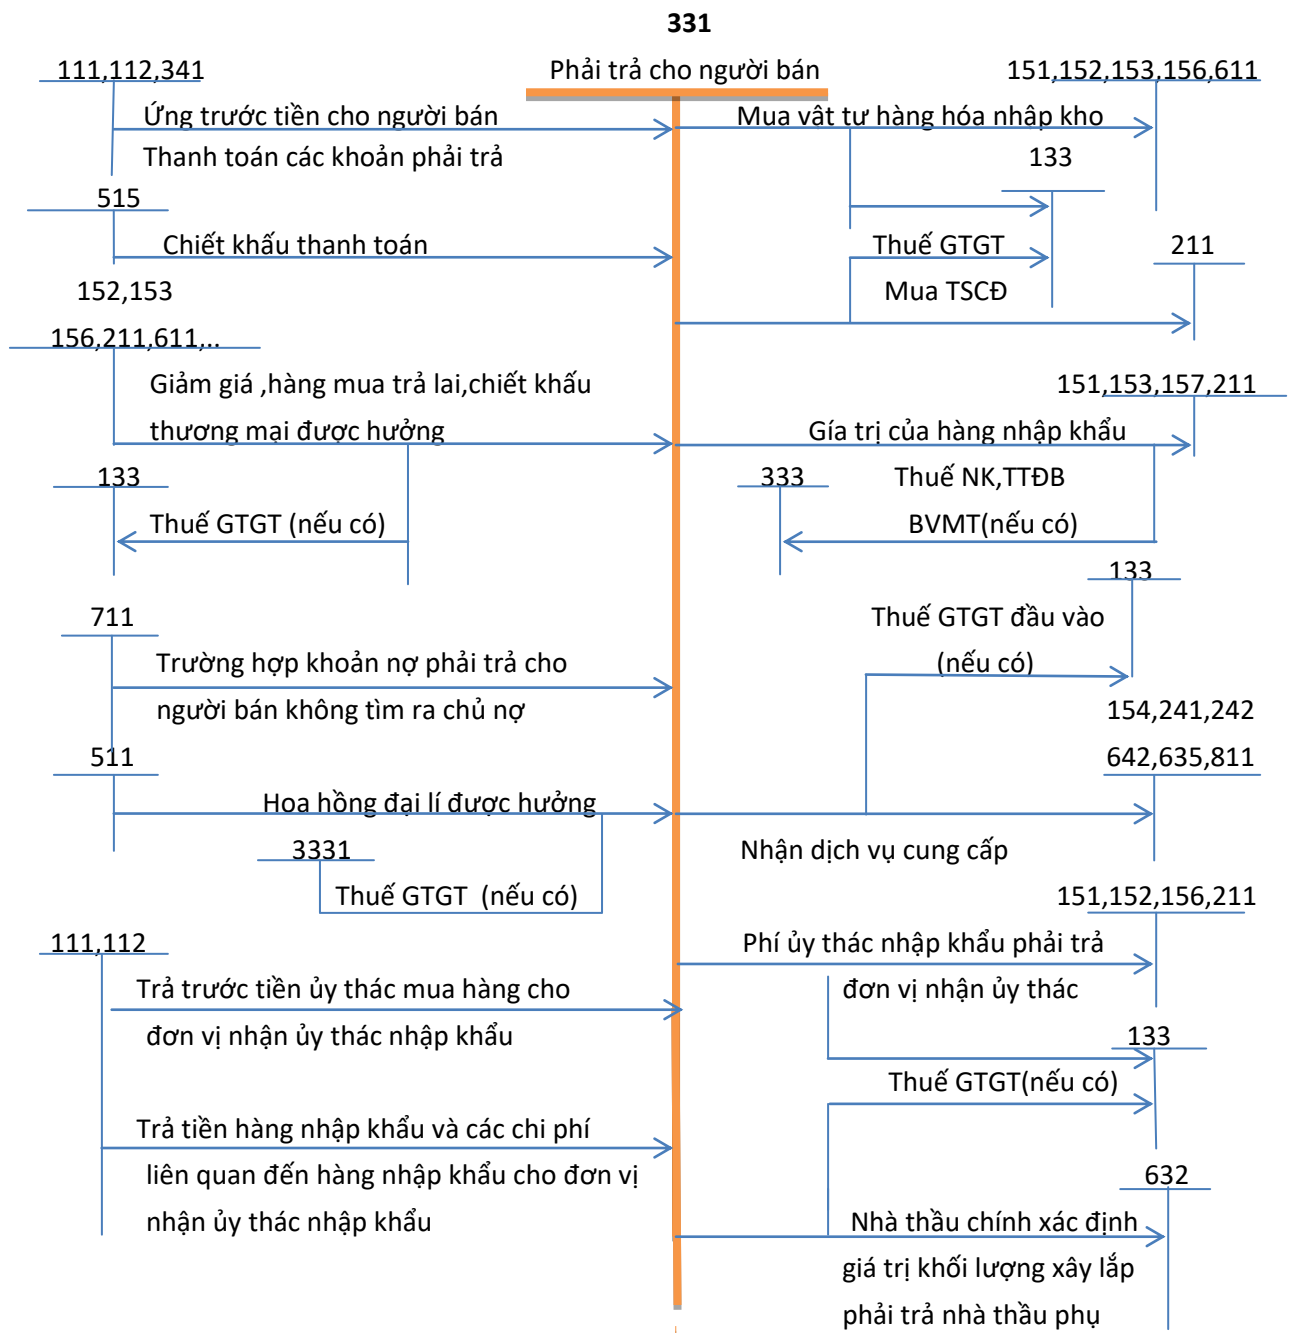 331
111,112,341
Phải trả cho người bán
151,152,153,156,611
Ứng trước tiền cho người bán
Mua vật tư hàng hóa nhập kho
Thanh toán các khoản phải trả
133
515
Chiết khấu thanh toán
Thuế GTGT
211
152,153
Mua TSCĐ
156,211,611,..
Giảm giá ,hàng mua trả lai,chiết khấu
151,153,157,211
thương mại được hưởng
Gía trị của hàng nhập khẩu
133
333
Thuế NK,TTĐB
Thuế GTGT (nếu có)
BVMT(nếu có)
133
711
Thuế GTGT đầu vào
Trường hợp khoản nợ phải trả cho
(nếu có)
người bán không tìm ra chủ nợ
154,241,242
511
642,635,811
Hoa hồng đại lí được hưởng
3331
Nhận dịch vụ cung cấp
Thuế GTGT (nếu có)
151,152,156,211
111,112
Phí ủy thác nhập khẩu phải trả
Trả trước tiền ủy thác mua hàng cho
đơn vị nhận ủy thác
đơn vị nhận ủy thác nhập khẩu
133
Thuế GTGT(nếu có)
Trả tiền hàng nhập khẩu và các chi phí
liên quan đến hàng nhập khẩu cho đơn vị
632
nhận ủy thác nhập khẩu
Nhà thầu chính xác định
giá trị khối lượng xây lắp
phải trả nhà thầu phụ